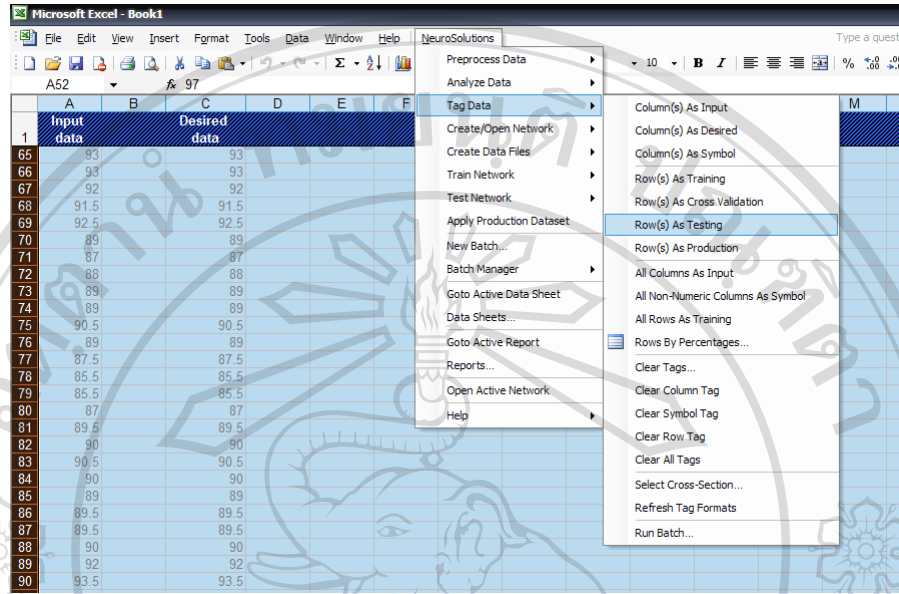 Microsoft Excel - Book1
File Edit View Insert Format Tools Data Window Help NeuroSolutions Type a quest
10 B I %
A52 fx 97
A B C D E F M
1 Input data Desired data
65 93 93
66 93 93
67 92 92
68 91.5 91.5
69 92.5 92.5
70 89 89
71 87 87
72 88 88
73 89 89
74 89 89
75 90.5 90.5
76 89 89
77 87.5 87.5
78 85.5 85.5
79 85.5 85.5
80 87 87
81 89.5 89.5
82 90 90
83 90.5 90.5
84 90 90
85 89 89
86 89.5 89.5
87 89.5 89.5
88 90 90
89 92 92
90 93.5 93.5
Preprocess Data
Analyze Data
Tag Data
Create/Open Network
Create Data Files
Train Network
Test Network
Apply Production Dataset
New Batch...
Batch Manager
Goto Active Data Sheet
Data Sheets...
Goto Active Report
Reports...
Open Active Network
Help
Column(s) As Input
Column(s) As Desired
Column(s) As Symbol
Row(s) As Training
Row(s) As Cross Validation
Row(s) As Testing
Row(s) As Production
All Columns As Input
All Non-Numeric Columns As Symbol
All Rows As Training
Rows By Percentages...
Clear Tags...
Clear Column Tag
Clear Symbol Tag
Clear Row Tag
Clear All Tags
Select Cross-Section...
Refresh Tag Formats
Run Batch...